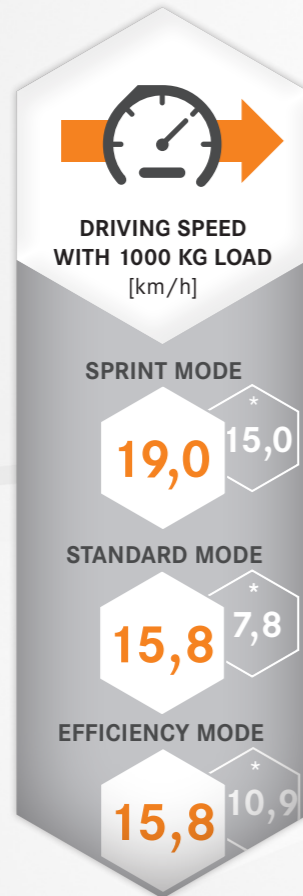 DRIVING SPEED
WITH 1000 KG LOAD
[km/h]
SPRINT MODE
19,0
*
15,0
STANDARD MODE
15,8
*
7,8
EFFICIENCY MODE
15,8
*
10,9